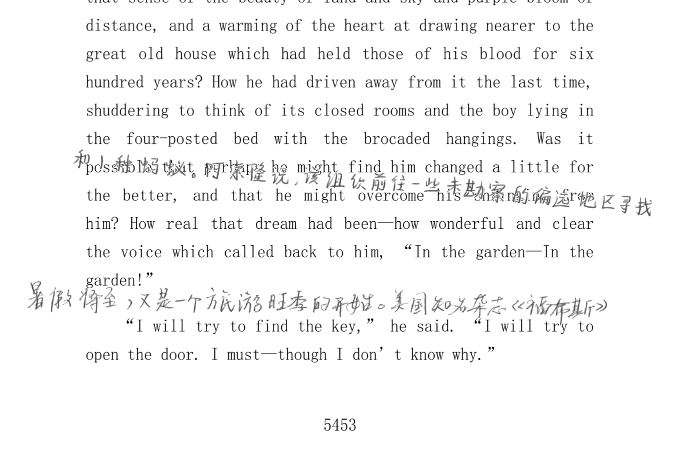 that sense of the beauty of land and sky and purple bloom of
distance, and a warming of the heart at drawing nearer to the
great old house which had held those of his blood for six
hundred years? How he had driven away from it the last time,
shuddering to think of its closed rooms and the boy lying in
the four-posted bed with the brocaded hangings. Was it
和1种蚂蚁。阿索隆说,该组织前往一些未勘察的偏远地区寻找
possible that perhaps he might find him changed a little for
the better, and that he might overcome his shrinking from
him? How real that dream had been—how wonderful and clear
the voice which called back to him, “In the garden—In the
garden!”
暑假将至,又是一个旅游旺季的开始。美国知名杂志《福布斯》
“I will try to find the key,” he said. “I will try to
open the door. I must—though I don’t know why.”
5453